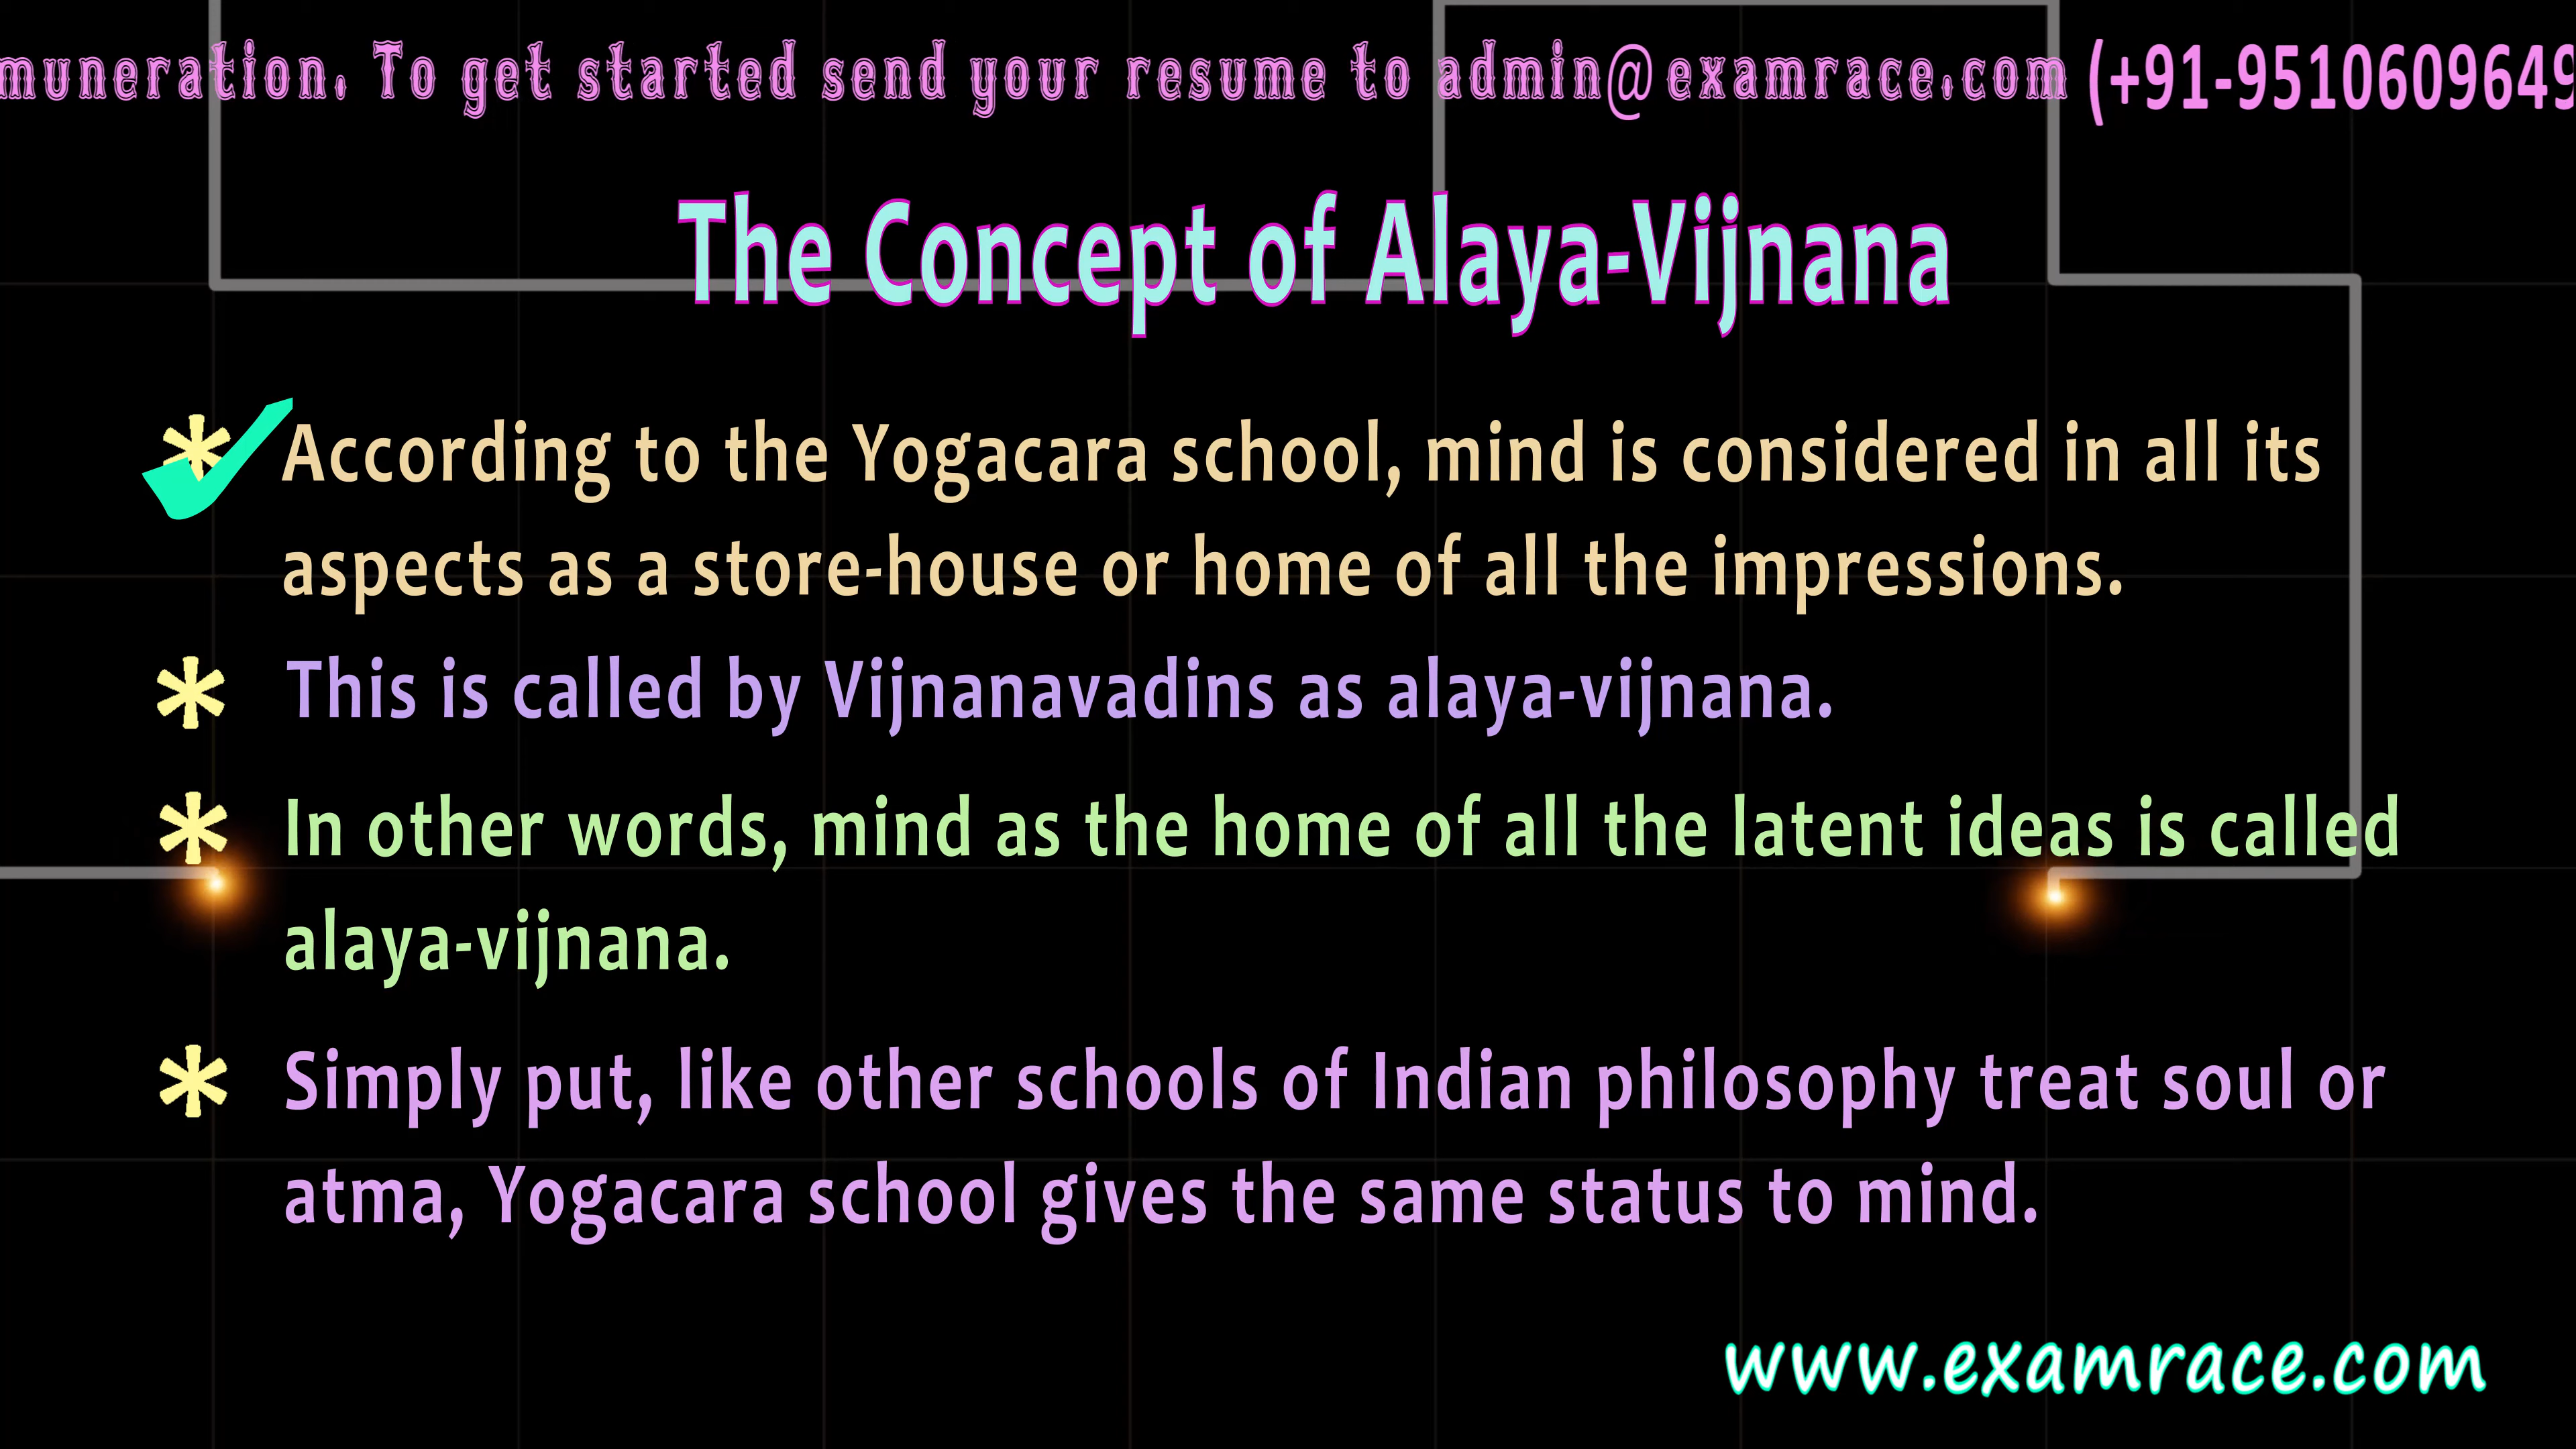 muneration. To get started send your resume to admin@examrace.com (+91-9510609649
The Concept of Alaya-Vijnana
* According to the Yogacara school, mind is considered in all its
aspects as a store-house or home of all the impressions.
* This is called by Vijnanavadins as alaya-vijnana.
* In other words, mind as the home of all the latent ideas is called
alaya-vijnana.
* Simply put, like other schools of Indian philosophy treat soul or
atma, Yogacara school gives the same status to mind.
www.examrace.com